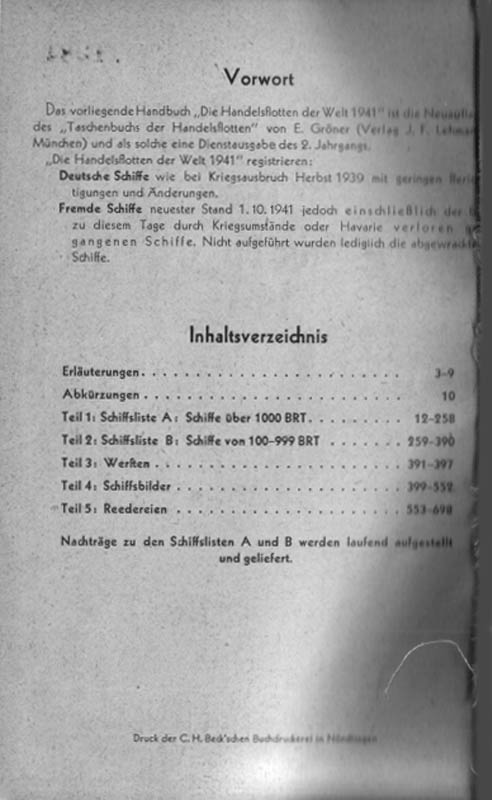 Vorwort
Das vorliegende Handbuch „Die Handelsflotten der Welt 1941" ist die
des „Taschenbuchs der Handelsflotten" von E. Gröner (Verlag J. F.
München) und als solche eine Dienstausgabe des 2. Jahrgangs.
„Die Handelsflotten der Welt 1941" registrieren:
Deutsche Schiffe wie bei Kriegsausbruch Herbst 1939 mit geringen
tigungen und Änderungen.
Fremde Schiffe neuester Stand 1. 10. 1941 jedoch einschließlich der
zu diesem Tage durch Kriegsumstände oder Havarie verloren
gangenen Schiffe. Nicht aufgeführt wurden lediglich die
Schiffe.
Inhaltsverzeichnis
Erläuterungen . . . . . . . . . . . . . . . . . . . . 3-9
Abkürzungen . . . . . . . . . . . . . . . . . . . . 10
Teil 1: Schiffsliste A: Schiffe über 1000 BRT. . . . . . . . 12-258
Teil 2: Schiffsliste B: Schiffe von 100-999 BRT . . . . . . . 259-390
Teil 3: Werften . . . . . . . . . . . . . . . . . . . 391-397
Teil 4: Schiffsbilder . . . . . . . . . . . . . . . . . 399-552
Teil 5: Reedereien . . . . . . . . . . . . . . . . . 553-698
Nachträge zu den Schiffslisten A und B werden laufend aufgestellt
und geliefert.
Druck der C. H. Beck'schen Buchdruckerei in Nördlingen